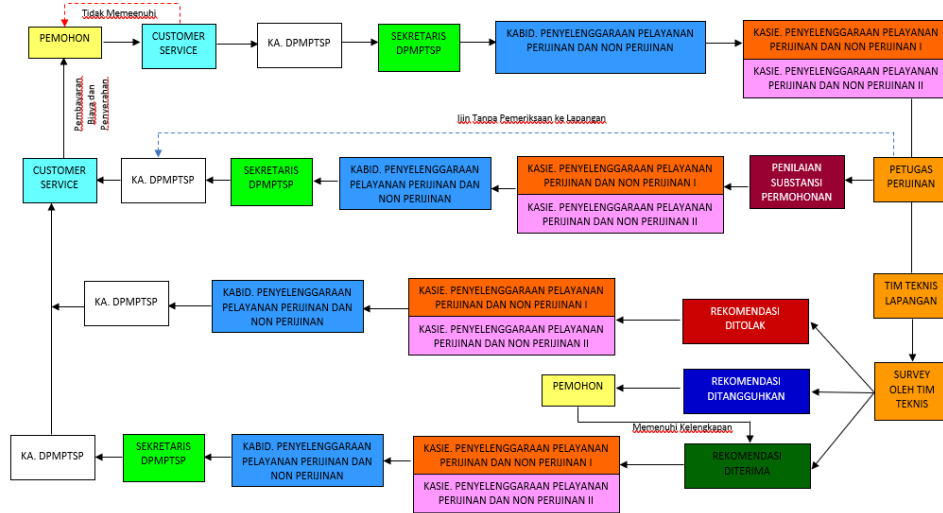 Tidak Memeenuhi
PEMOHON
CUSTOMER
SERVICE
KA. DPMPTSP
SEKRETARIS
DPMPTSP
KABID. PENYELENGGARAAN PELAYANAN
PERIJINAN DAN NON PERIJINAN
KASIE. PENYELENGGARAAN PELAYANAN
PERIJINAN DAN NON PERIJINAN I
KASIE. PENYELENGGARAAN PELAYANAN
PERIJINAN DAN NON PERIJINAN II
Pembayaran
Biaya dan
Penyerahan
Ijin Tanpa Pemeriksaan ke Lapangan
CUSTOMER
SERVICE
KA. DPMPTSP
SEKRETARIS
DPMPTSP
KABID. PENYELENGGARAAN
PELAYANAN PERIJINAN DAN
NON PERIJINAN
KASIE. PENYELENGGARAAN PELAYANAN
PERIJINAN DAN NON PERIJINAN I
KASIE. PENYELENGGARAAN PELAYANAN
PERIJINAN DAN NON PERIJINAN II
PENILAIAN
SUBSTANSI
PERMOHONAN
PETUGAS
PERIJINAN
KA. DPMPTSP
KABID. PENYELENGGARAAN
PELAYANAN PERIJINAN DAN
NON PERIJINAN
KASIE. PENYELENGGARAAN PELAYANAN
PERIJINAN DAN NON PERIJINAN I
KASIE. PENYELENGGARAAN PELAYANAN
PERIJINAN DAN NON PERIJINAN II
REKOMENDASI
DITOLAK
TIM TEKNIS
LAPANGAN
PEMOHON
REKOMENDASI
DITANGGUHKAN
SURVEY
OLEH TIM
TEKNIS
Memenuhi Kelengkapan
KA. DPMPTSP
SEKRETARIS
DPMPTSP
KABID. PENYELENGGARAAN
PELAYANAN PERIJINAN DAN
NON PERIJINAN
KASIE. PENYELENGGARAAN PELAYANAN
PERIJINAN DAN NON PERIJINAN I
KASIE. PENYELENGGARAAN PELAYANAN
PERIJINAN DAN NON PERIJINAN II
REKOMENDASI
DITERIMA